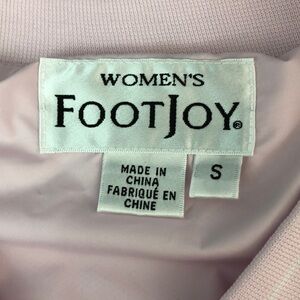 WOMEN'S
FOOTJOY®
MADE IN
CHINA
FABRIQUÉ EN
CHINE
S